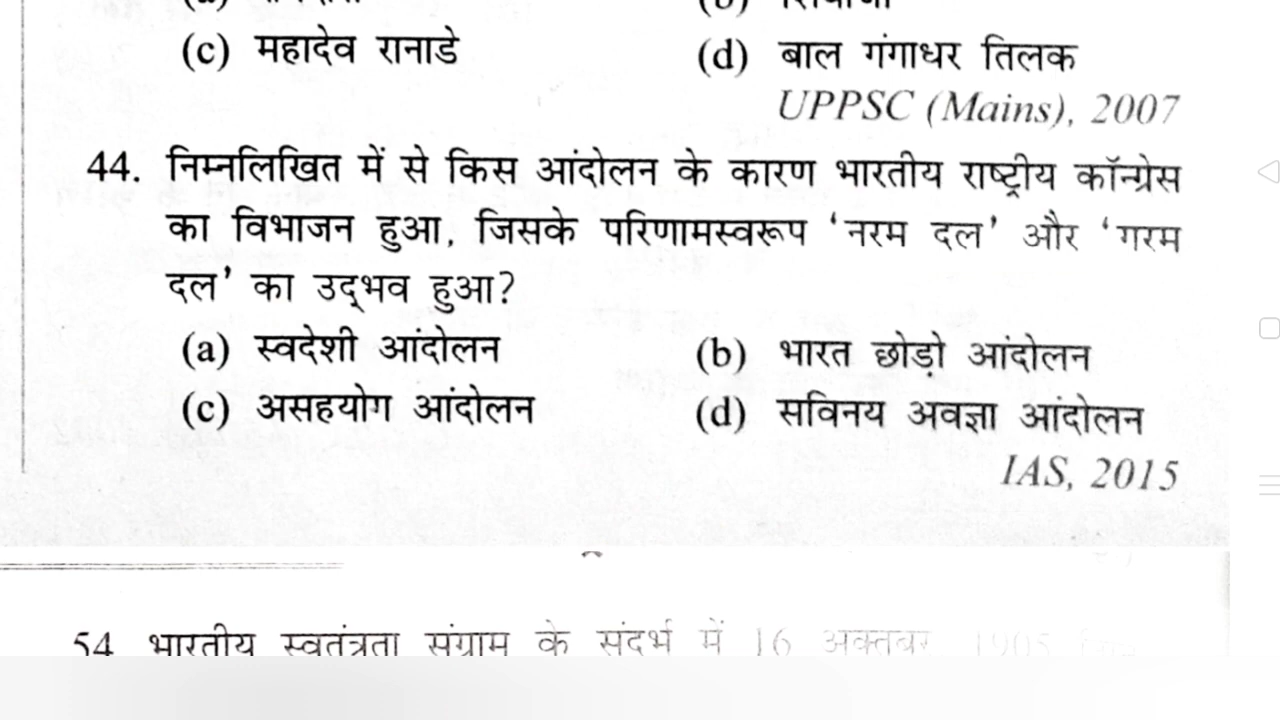 (c) महादेव रानाडे (d) बाल गंगाधर तिलक
UPPSC (Mains), 2007
44. निम्नलिखित में से किस आंदोलन के कारण भारतीय राष्ट्रीय कॉन्ग्रेस
का विभाजन हुआ, जिसके परिणामस्वरूप ‘नरम दल’ और ‘गरम
दल’ का उद्भव हुआ?
(a) स्वदेशी आंदोलन (b) भारत छोड़ो आंदोलन
(c) असहयोग आंदोलन (d) सविनय अवज्ञा आंदोलन
IAS, 2015
54 भारतीय स्वतंत्रता संग्राम के संदर्भ में 16 अक्तूबर 1905